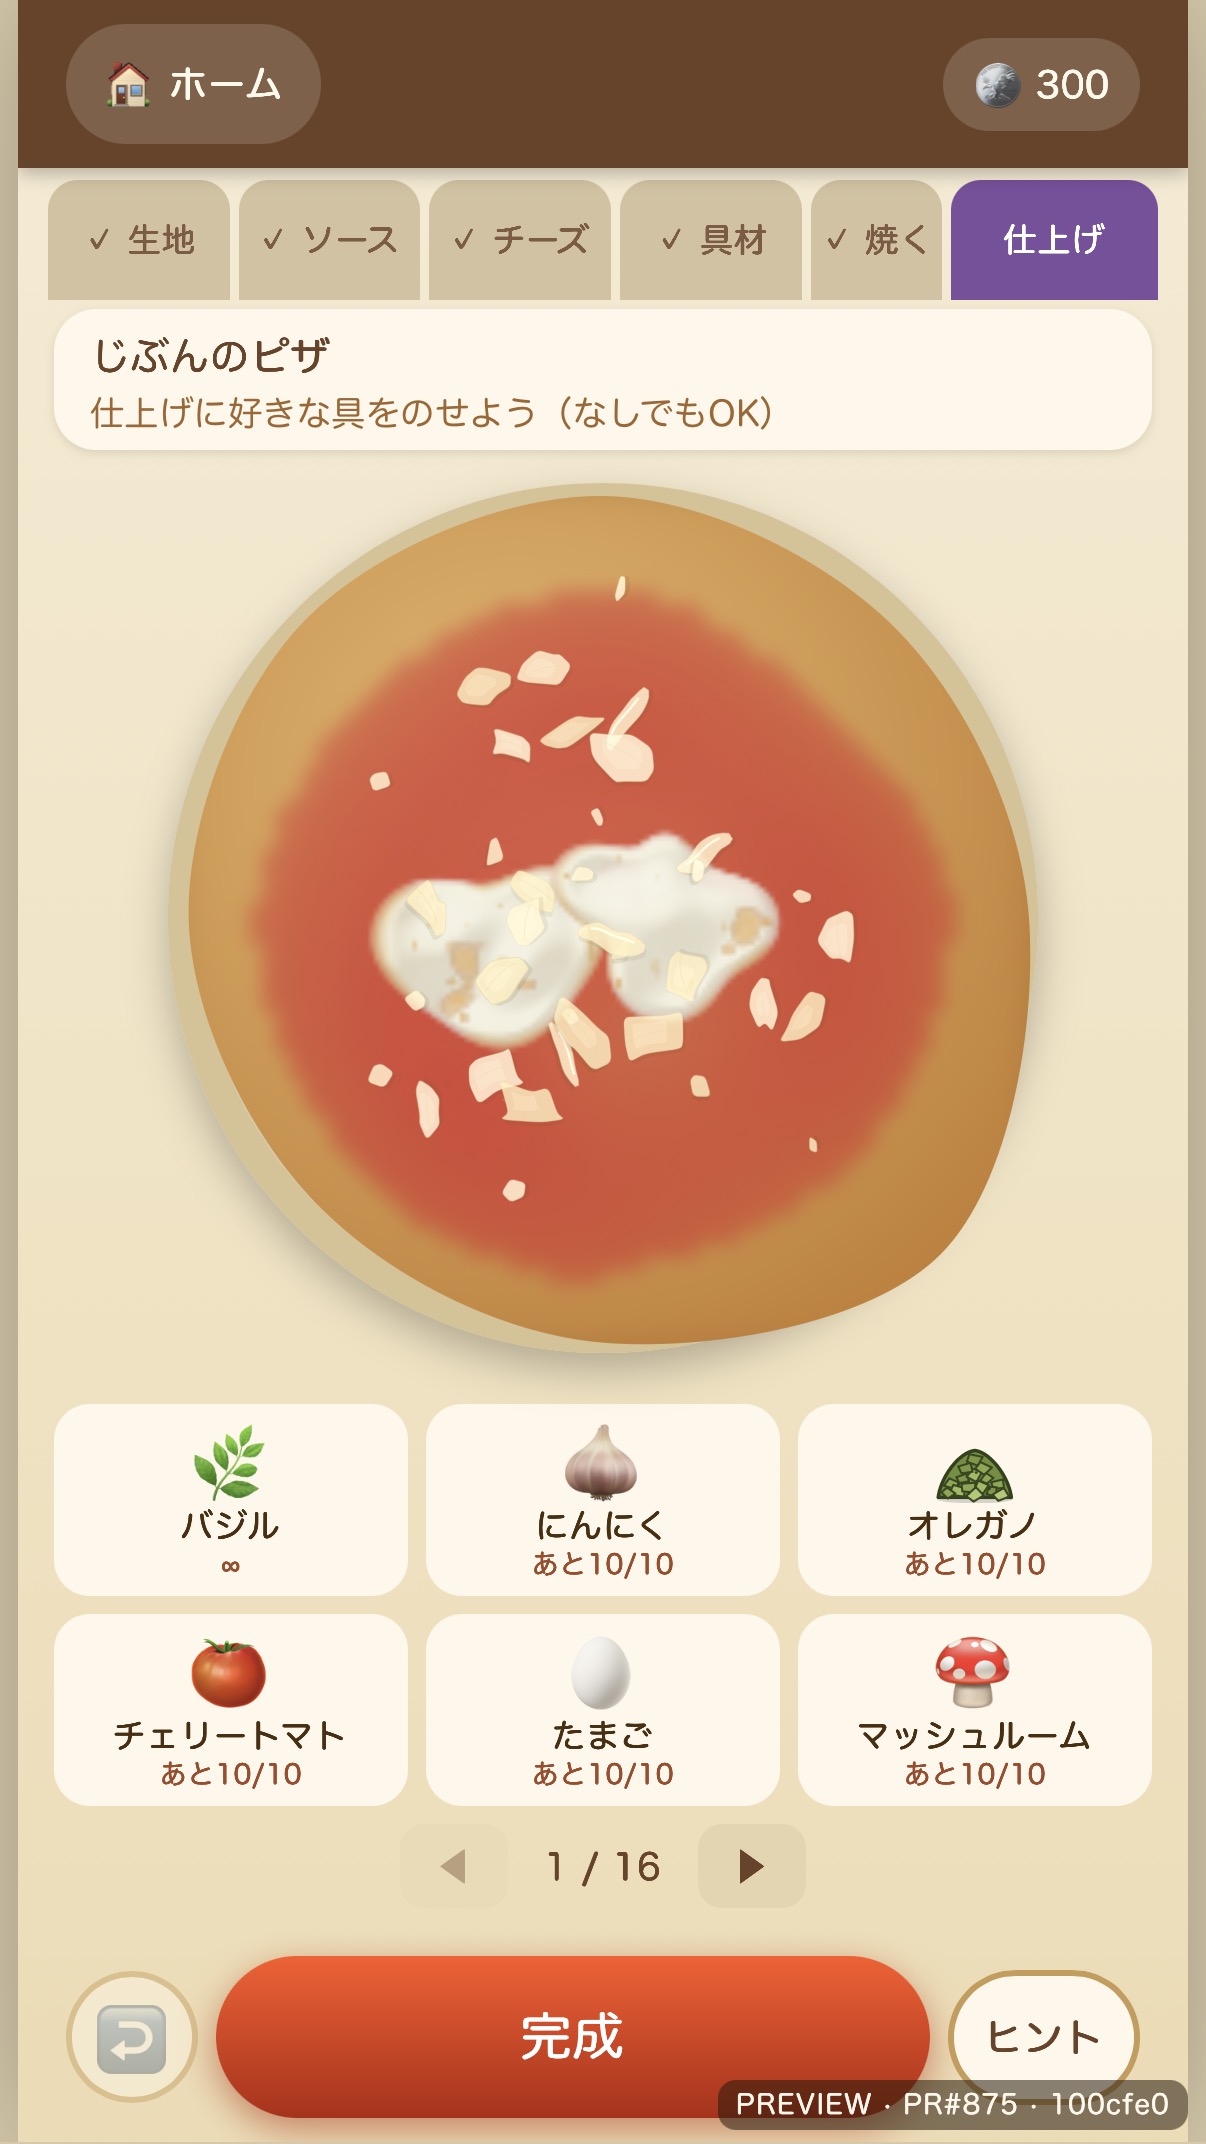 ホーム
300
✓ 生地
✓ ソース
✓ チーズ
✓ 具材
✓ 焼く
仕上げ
じぶんのピザ
仕上げに好きな具をのせよう（なしでもOK）
バジル
∞
にんにく
あと10/10
オレガノ
あと10/10
チェリートマト
あと10/10
たまご
あと10/10
マッシュルーム
あと10/10
1 / 16
完成
ヒント
PREVIEW · PR#875 · 100cfe0